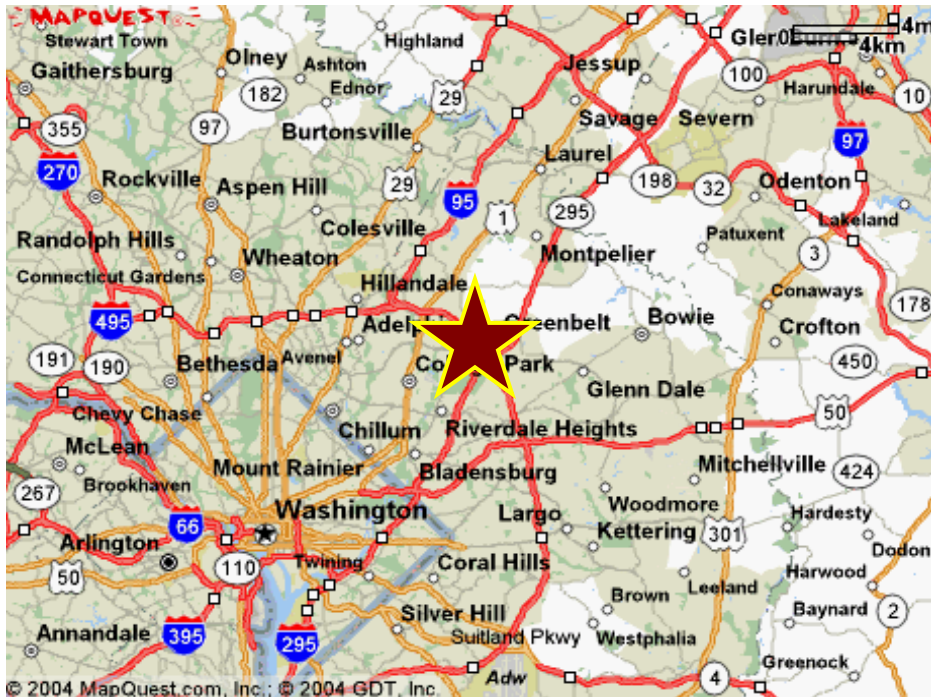 MAPQUEST
Stewart Town
Highland
4m
0
4km
Gaithersburg
Olney
Ashton
Jessup
100
Harundale
182
Ednor
29
10
355
97
Burtonsville
Savage
Severn
97
270
Rockville
Aspen Hill
29
95
Laurel
198
32
Odenton
1
295
Lakeland
Randolph Hills
Colesville
Montpelier
Patuxent
3
Connecticut Gardens
Wheaton
Hillandale
Conaways
178
495
Greenbelt
Bowie
Crofton
191
190
Bethesda
Avenel
Park
450
Chevy Chase
Glenn Dale
50
McLean
Chillum
Riverdale Heights
Brookhaven
Mount Rainier
Bladensburg
Mitchellville
424
267
Washington
Woodmore
66
Largo
Kettering
301
Hardesty
Arlington
110
Twining
Coral Hills
Dodon
50
Leeland
Harwood
Silver Hill
Brown
Baynard
2
Annandale
395
295
Suitland Pkwy
Westphalia
Adw
4
Greenock
© 2004 MapQuest.com, Inc.; © 2004 GDT, Inc.